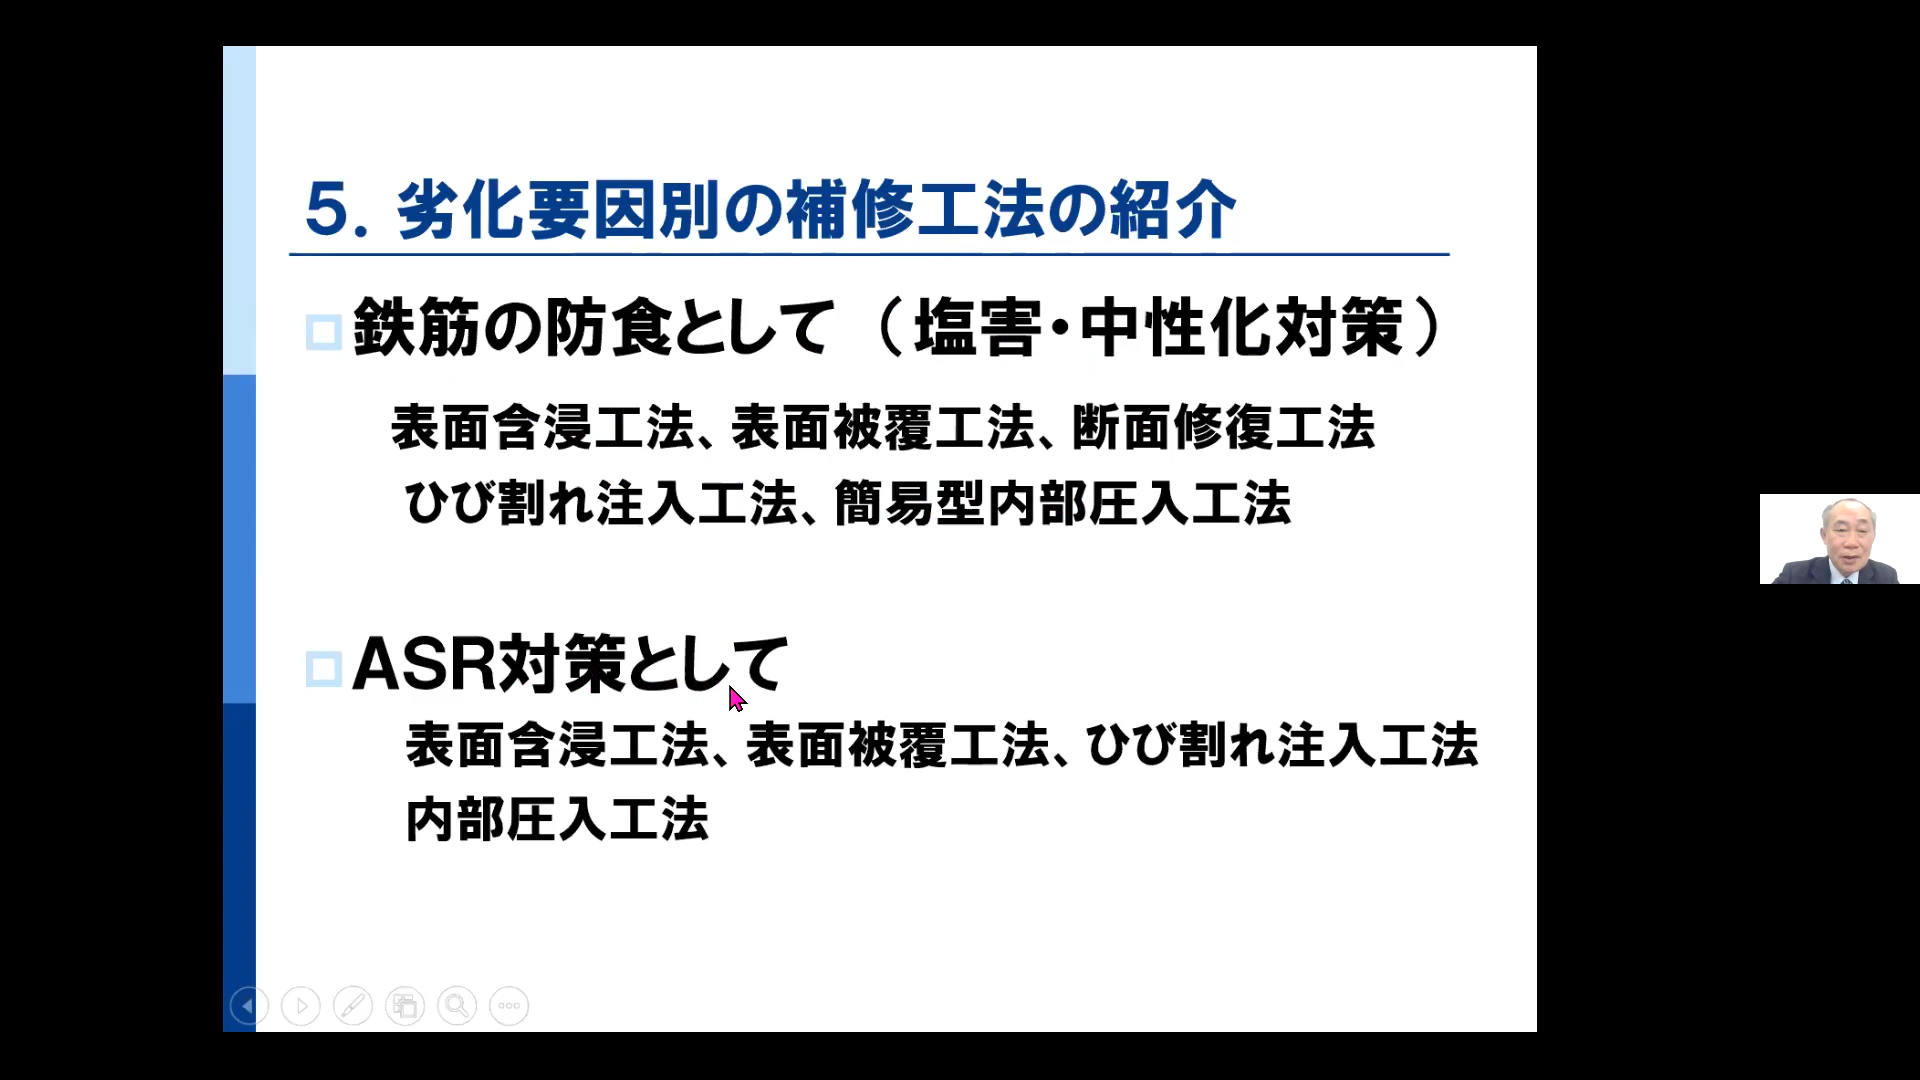 5. 劣化要因別の補修工法の紹介
鉄筋の防食として（塩害・中性化対策）
表面含浸工法、表面被覆工法、断面修復工法
ひび割れ注入工法、簡易型内部圧入工法
ASR対策として
表面含浸工法、表面被覆工法、ひび割れ注入工法
内部圧入工法